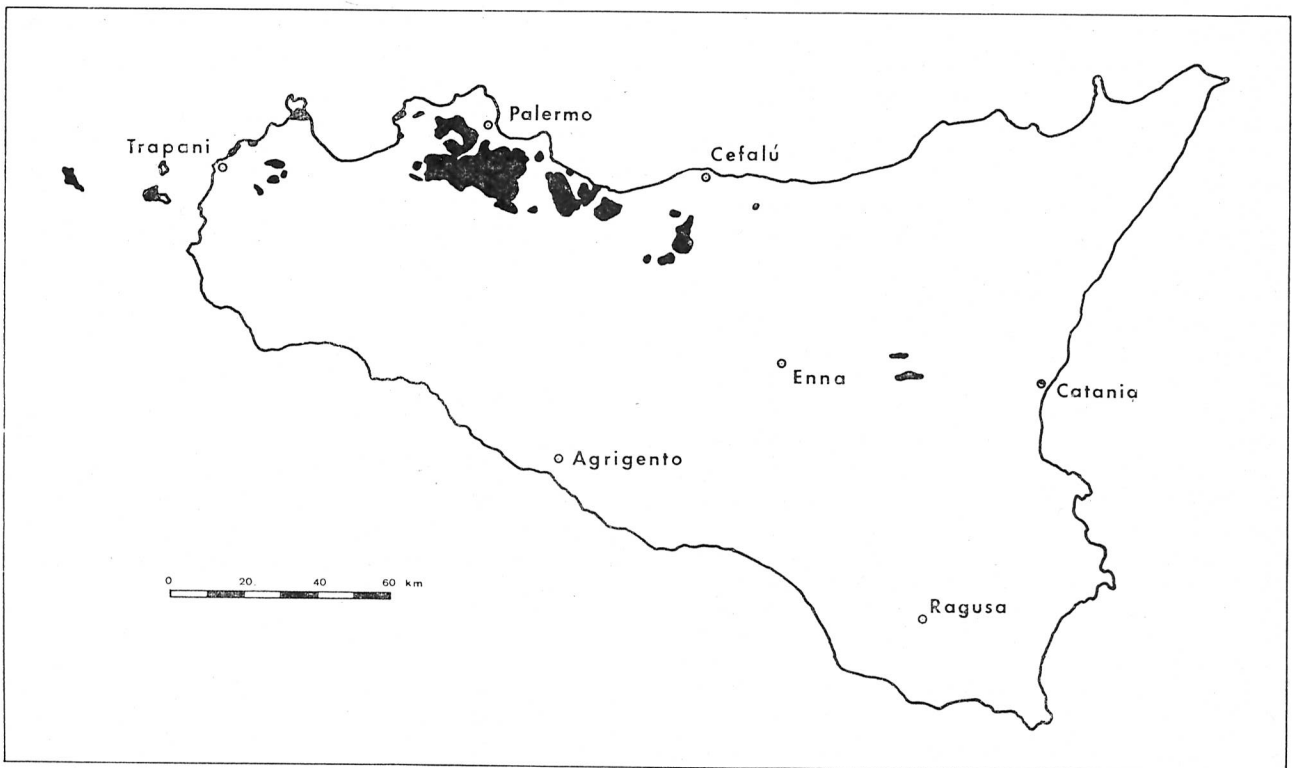 Palermo
Trapani
Cefalú
Enna
Catania
Agrigento
0 20 40 60 km
Ragusa